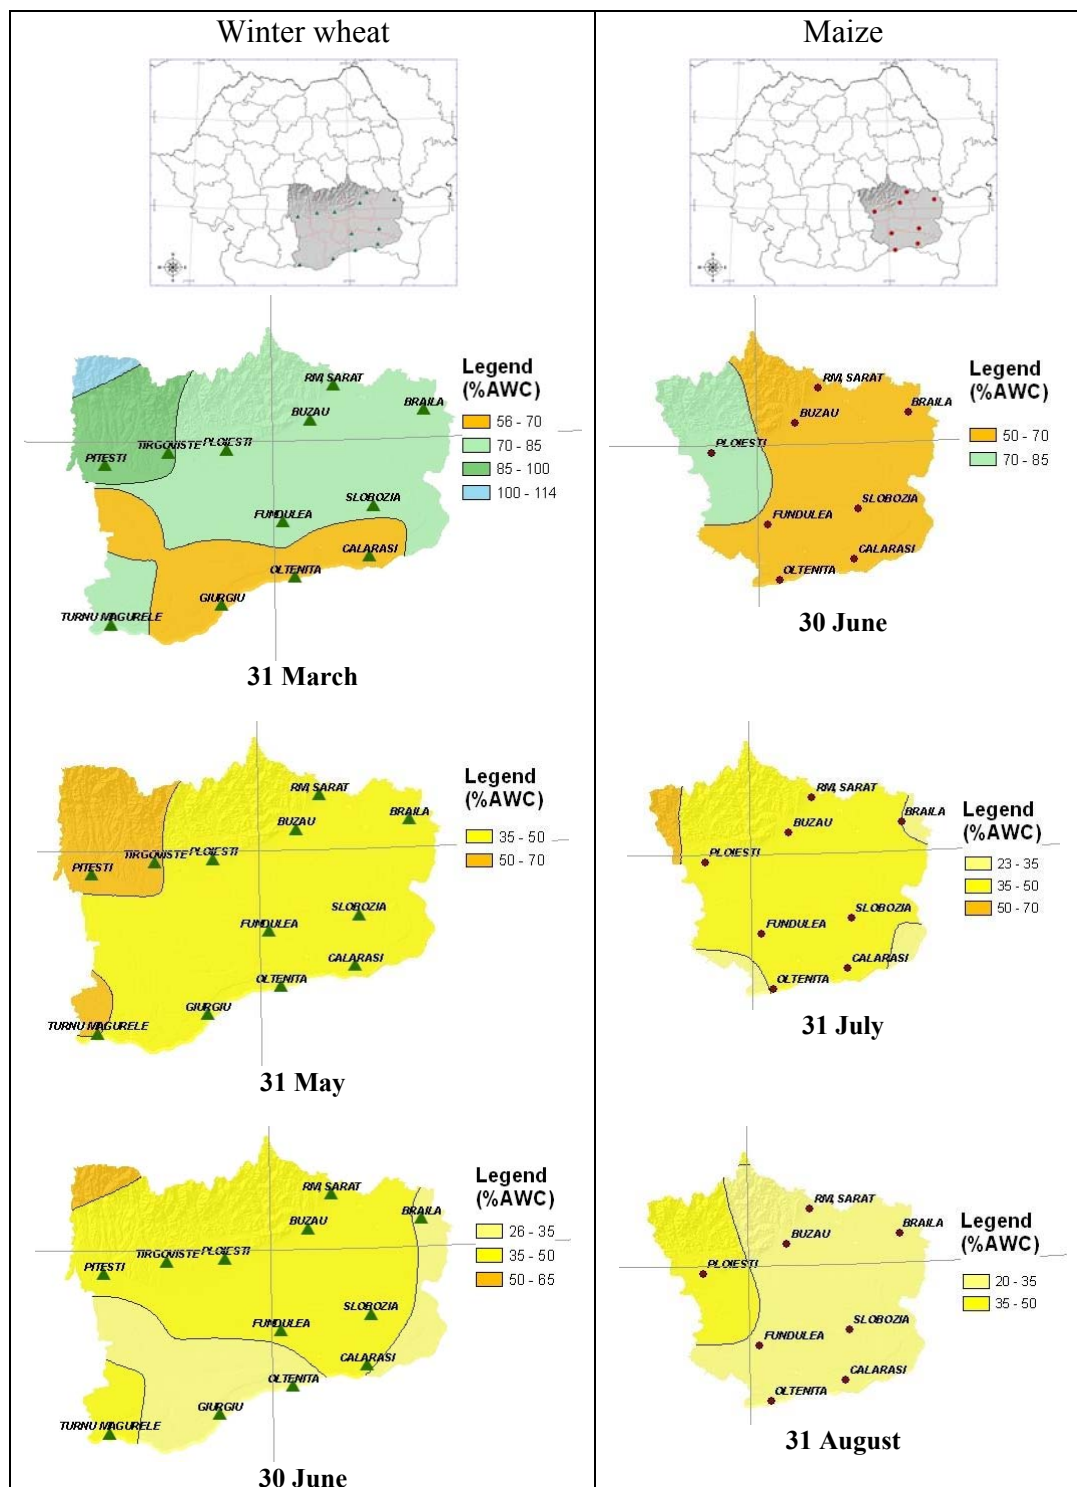 Winter wheat
Legend
(%AWC)
RM, SARAT
BRAILA
BUZAU
TIRGOVISTE
PLOIESTI
PITESTI
SLOBOZIA
FUNDULEA
CALARASI
OLTENITA
GIURGIU
TURNU MAGURELE
56 - 70
70 - 85
85 - 100
100 - 114
31 March
Legend
(%AWC)
RM, SARAT
BRAILA
BUZAU
TIRGOVISTE
PLOIESTI
PITESTI
SLOBOZIA
FUNDULEA
CALARASI
OLTENITA
GIURGIU
TURNU MAGURELE
35 - 50
50 - 70
31 May
Legend
(%AWC)
RM, SARAT
BRAILA
BUZAU
TIRGOVISTE
PLOIESTI
PITESTI
SLOBOZIA
FUNDULEA
CALARASI
OLTENITA
GIURGIU
TURNU MAGURELE
26 - 35
35 - 50
50 - 65
30 June
Maize
Legend
(%AWC)
RM, SARAT
BRAILA
BUZAU
PLOIESTI
SLOBOZIA
FUNDULEA
CALARASI
OLTENITA
50 - 70
70 - 85
30 June
Legend
(%AWC)
RM, SARAT
BRAILA
BUZAU
PLOIESTI
SLOBOZIA
FUNDULEA
CALARASI
OLTENITA
23 - 35
35 - 50
50 - 70
31 July
Legend
(%AWC)
RM, SARAT
BRAILA
BUZAU
PLOIESTI
SLOBOZIA
FUNDULEA
CALARASI
OLTENITA
20 - 35
35 - 50
31 August